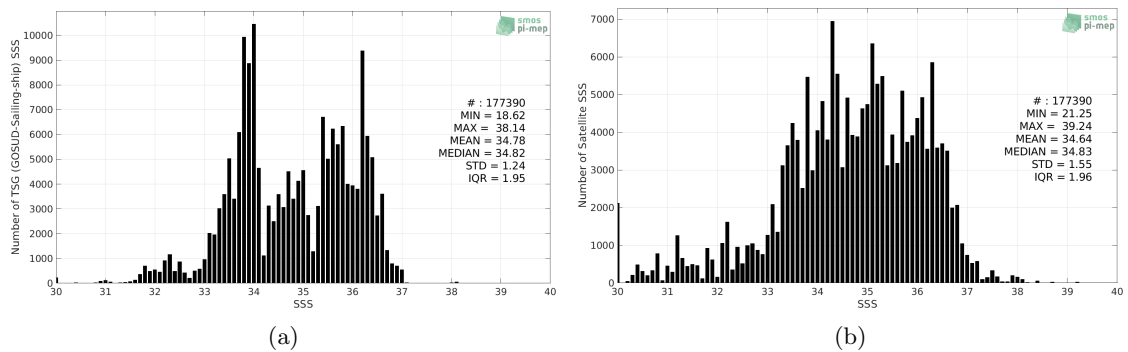 Number of TSG (GOSUD-Sailing-ship) SSS
10000
9000
8000
7000
6000
5000
4000
3000
2000
1000
0
30 31 32 33 34 35 36 37 38 39 40
SSS
smos
pi-mep
# : 177390
MIN = 18.62
MAX = 38.14
MEAN = 34.78
MEDIAN = 34.82
STD = 1.24
IQR = 1.95
(a)
Number of Satellite SSS
7000
6000
5000
4000
3000
2000
1000
0
30 31 32 33 34 35 36 37 38 39 40
SSS
smos
pi-mep
# : 177390
MIN = 21.25
MAX = 39.24
MEAN = 34.64
MEDIAN = 34.83
STD = 1.55
IQR = 1.96
(b)